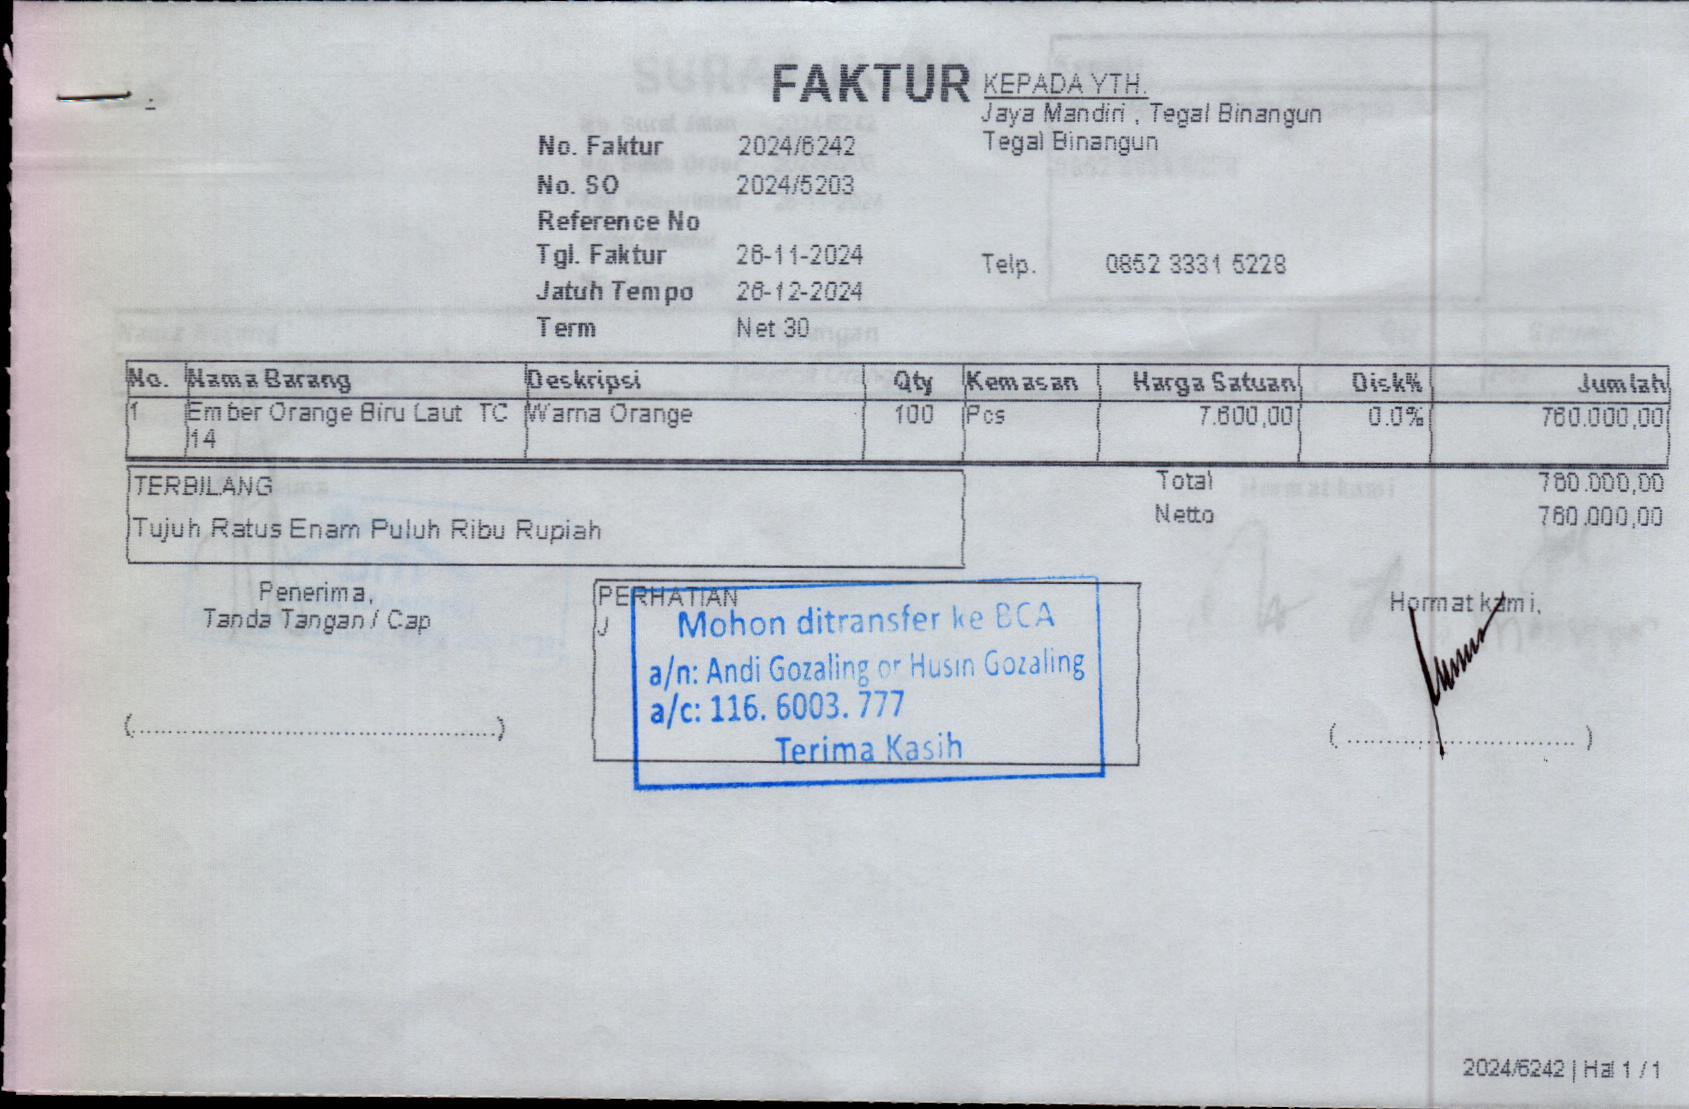 FAKTUR
KEPADA YTH.
Jaya Mandiri , Tegal Binangun
Tegal Binangun
No. Faktur 2024/6242
No. SO 2024/5203
Reference No
Tgl. Faktur 26-11-2024
Telp. 0852 3331 5228
Jatuh Tempo 26-12-2024
Term Net 30
No. Nama Barang Deskripsi Qty Kemasan Harga Satuan Disk% Jumlah
1 Ember Orange Biru Laut TC Warna Orange 100 Pcs 7.600,00 0.0% 760.000,00
14
TERBILANG
Tujuh Ratus Enam Puluh Ribu Rupiah
Total 760.000,00
Netto 760.000,00
Penerima,
Tanda Tangan / Cap
(............................................)
PERHATIAN
J
Mohon ditransfer ke BCA
a/n: Andi Gozaling or Husin Gozaling
a/c: 116. 6003. 777
Terima Kasih
Hormat kami,
(............................)
2024/6242 | Hal 1 / 1